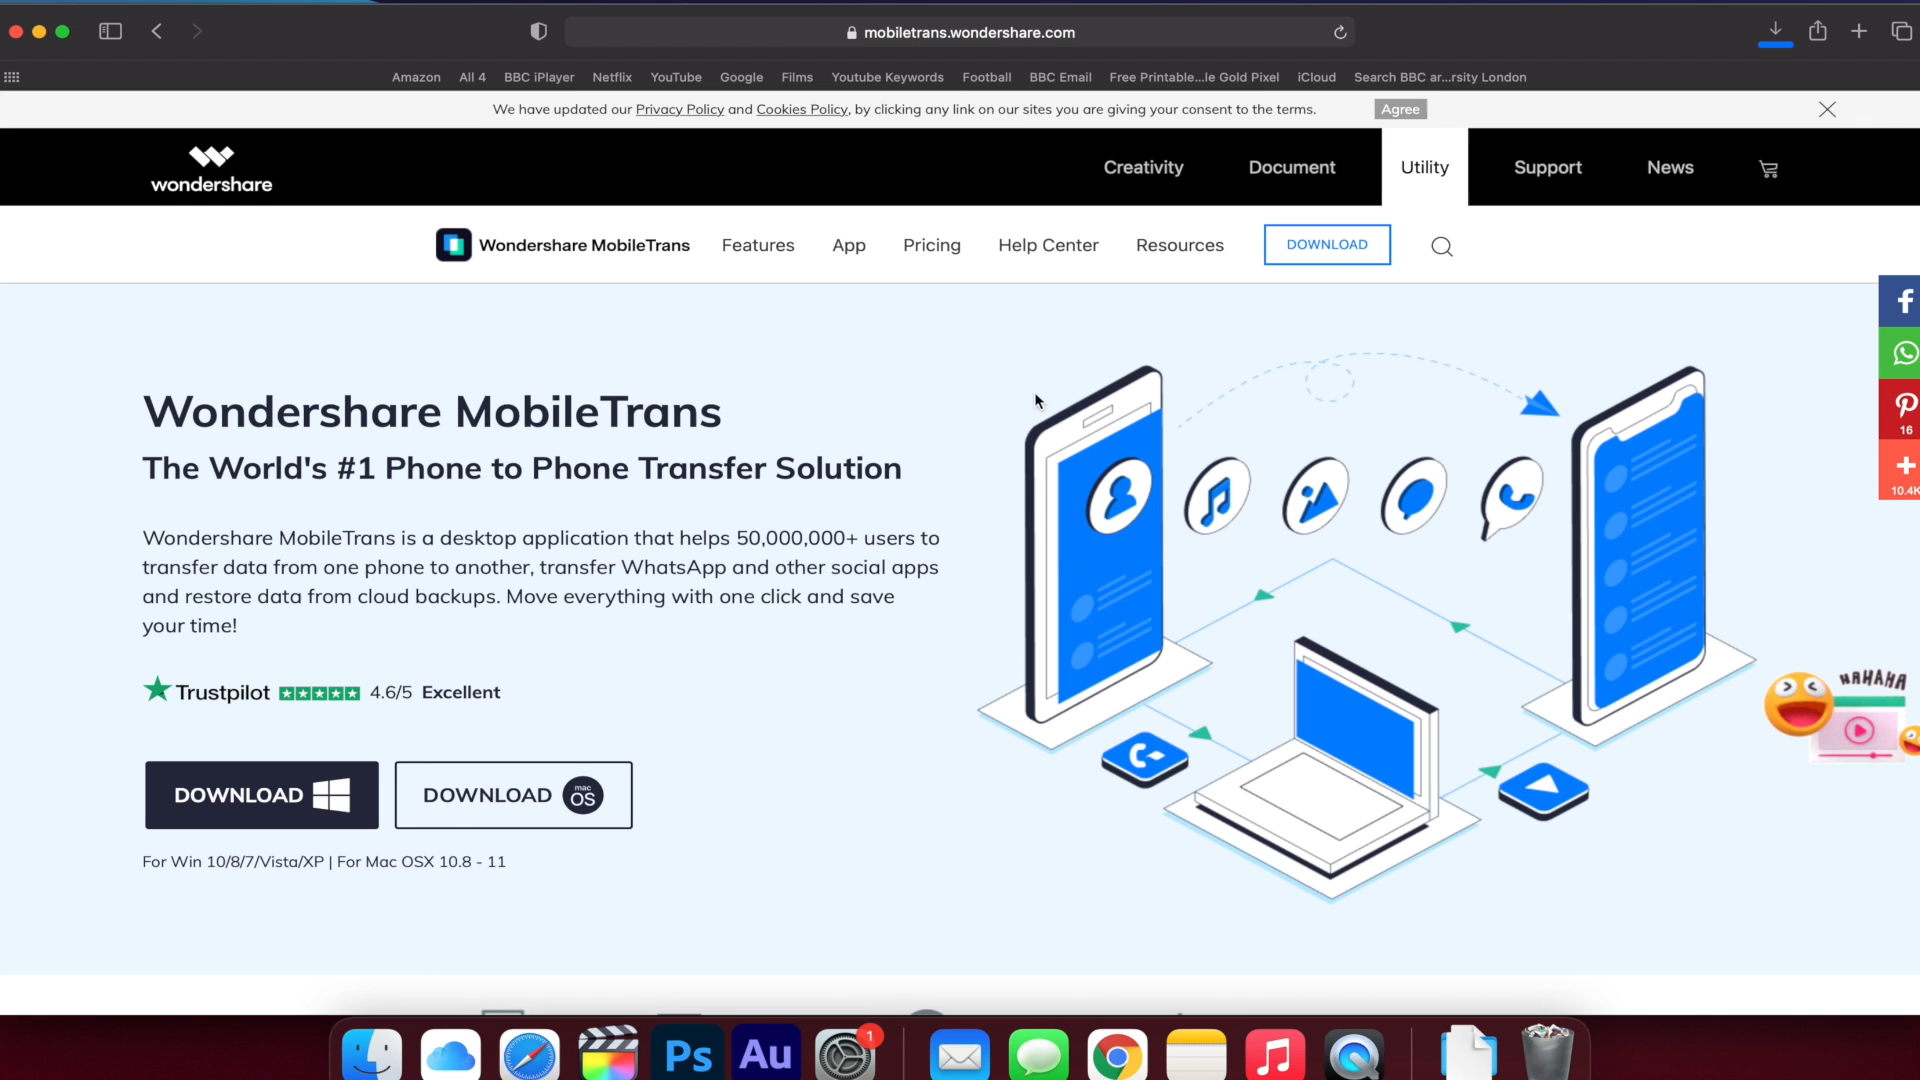 mobiletrans.wondershare.com
Amazon All 4 BBC iPlayer Netflix YouTube Google Films Youtube Keywords Football BBC Email Free Printable...le Gold Pixel iCloud Search BBC ar...rsity London
We have updated our Privacy Policy and Cookies Policy, by clicking any link on our sites you are giving your consent to the terms. Agree
wondershare
Creativity Document Utility Support News
Wondershare MobileTrans Features App Pricing Help Center Resources DOWNLOAD
Wondershare MobileTrans
The World's #1 Phone to Phone Transfer Solution
Wondershare MobileTrans is a desktop application that helps 50,000,000+ users to
transfer data from one phone to another, transfer WhatsApp and other social apps
and restore data from cloud backups. Move everything with one click and save
your time!
Trustpilot 4.6/5 Excellent
DOWNLOAD
DOWNLOAD mac OS
For Win 10/8/7/Vista/XP | For Mac OSX 10.8 - 11
16
10.4K
HAHAHA
Ps Au 1